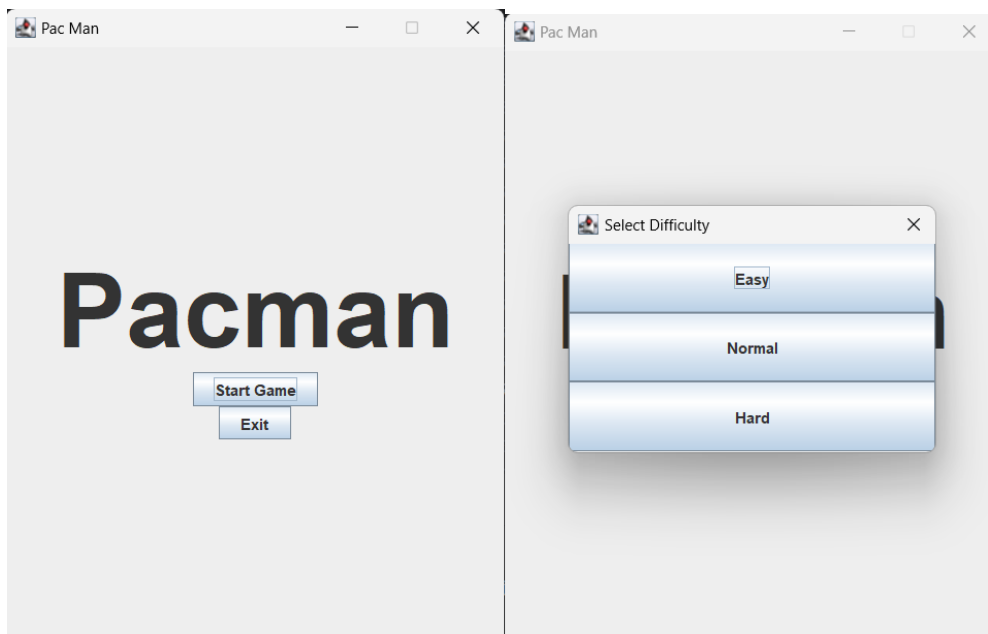 Pac Man
Pacman
Start Game
Exit
Pac Man
Select Difficulty
Easy
Normal
Hard